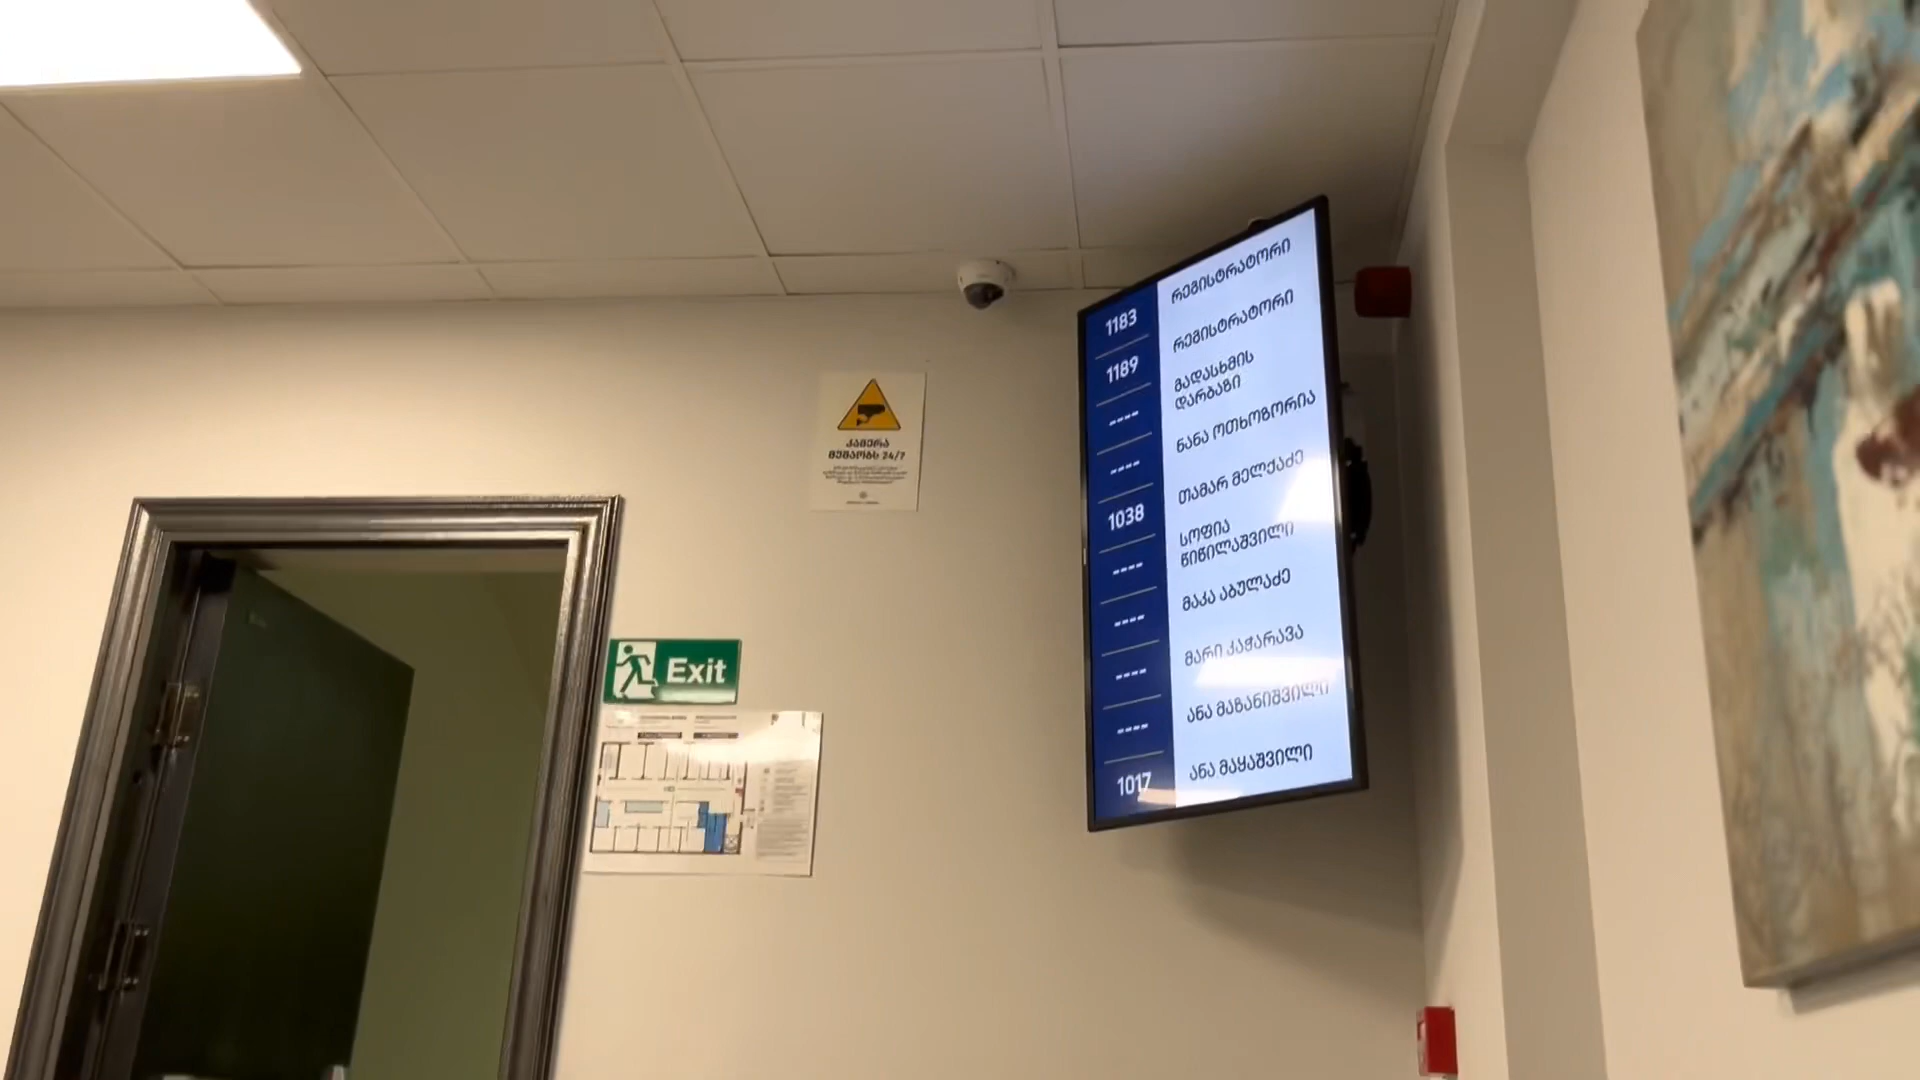 1183 რეგისტრატორი
1189 რეგისტრატორი
---- გადასხმის
დარბაზი
---- ნანა ოთხოზორია
1038 თამარ მელქაძე
---- სოფია
წიწილაშვილი
---- მაკა აბულაძე
---- მარი კაჭარავა
---- ანა მაზანიშვილი
1017 ანა მაყაშვილი
კამერა
მუშაობს 24/7
Exit